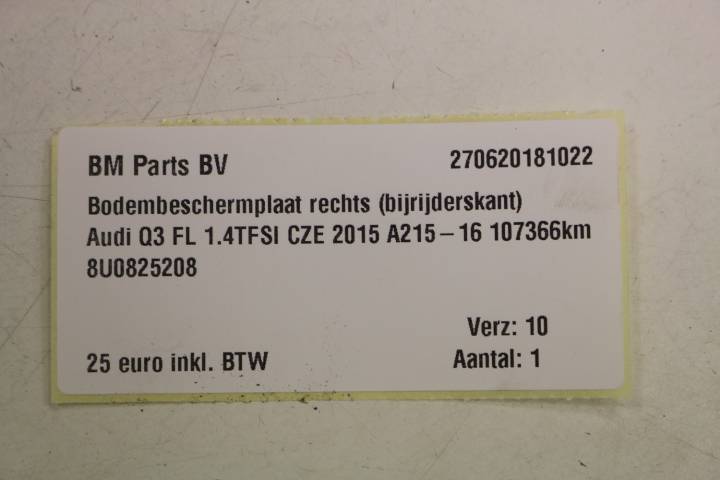 BM Parts BV 270620181022
Bodembeschermplaat rechts (bijrijderskant)
Audi Q3 FL 1.4TFSI CZE 2015 A215-16 107366km
8U0825208
Verz: 10
25 euro inkl. BTW Aantal: 1